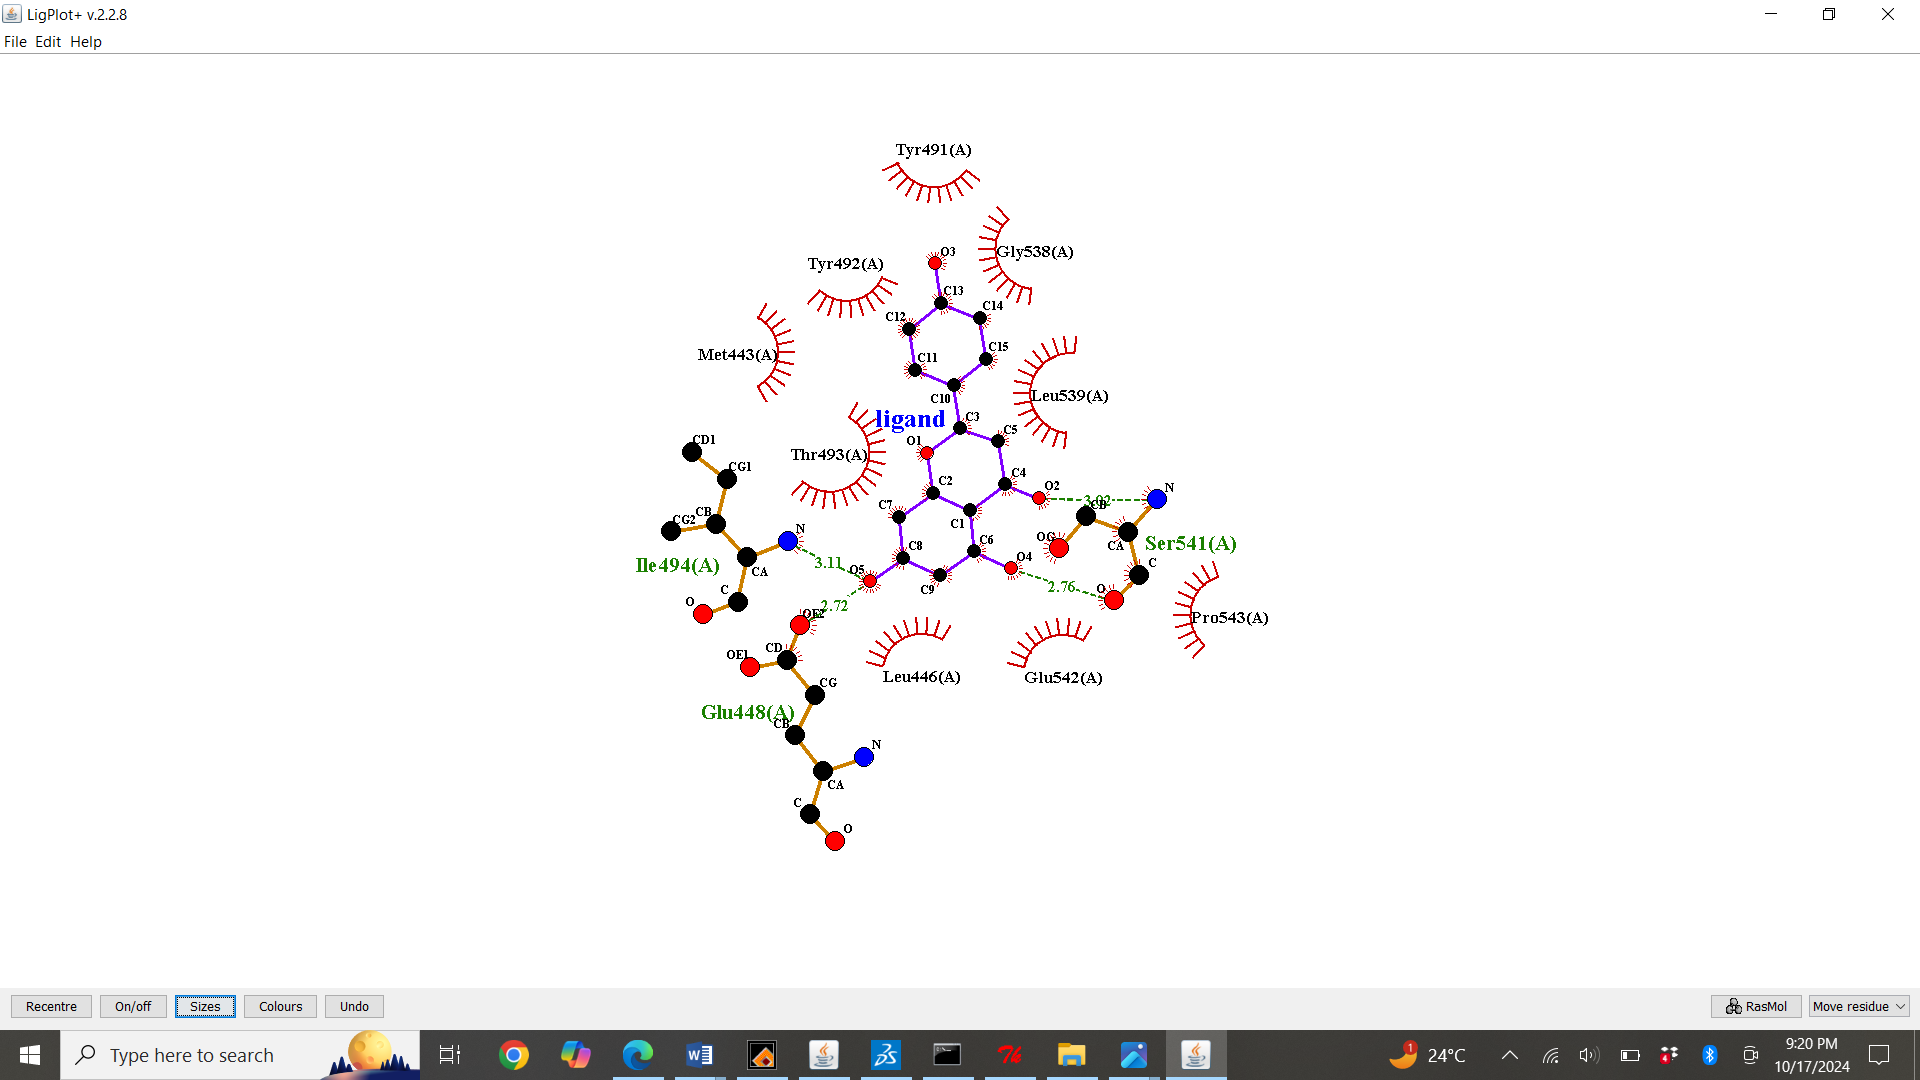 LigPlot+ v.2.2.8
File Edit Help
Tyr491(A)
O3
Gly538(A)
Tyr492(A)
C13
C14
C12
Met443(A)
C11
C15
C10
Leu539(A)
ligand
C3
C5
O1
CD1
Thr493(A)
CG1
C4
C2
O2
N
3.02
CB
C7
CG2
CB
N
C1
C6
OG
CA
Ser541(A)
C8
O4
3.11
Ile494(A)
CA
O5
C
C9
2.76
O
C
O
2.72
OE2
Pro543(A)
CD
OE1
Leu446(A)
Glu542(A)
CG
Glu448(A)
CB
N
CA
C
O
Recentre On/off Sizes Colours Undo RasMol Move residue
Type here to search
1
24°C
4
9:20 PM
10/17/2024